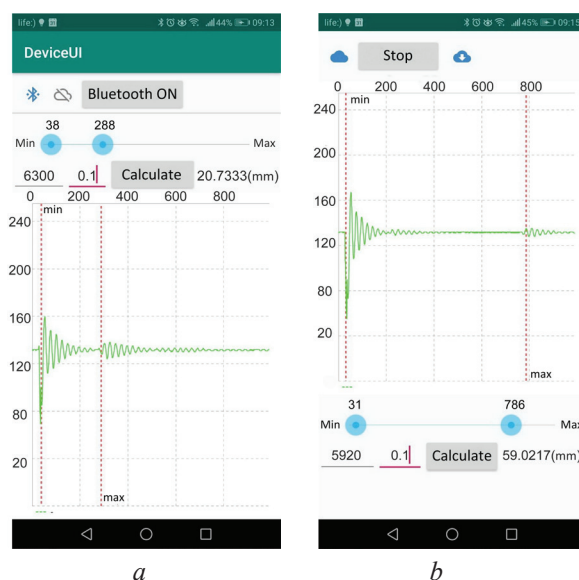 life:) 31 44% 09:13
DeviceUI
Bluetooth ON
38 288
Min Max
6300 0.1 Calculate 20.7333(mm)
0 200 400 600 800
min
240
200
160
120
80
20
max
a
life:) 31 45% 09:15
Stop
0 200 400 600 800
min
240
200
160
120
80
20
max
31 786
Min Max
5920 0.1 Calculate 59.0217(mm)
b